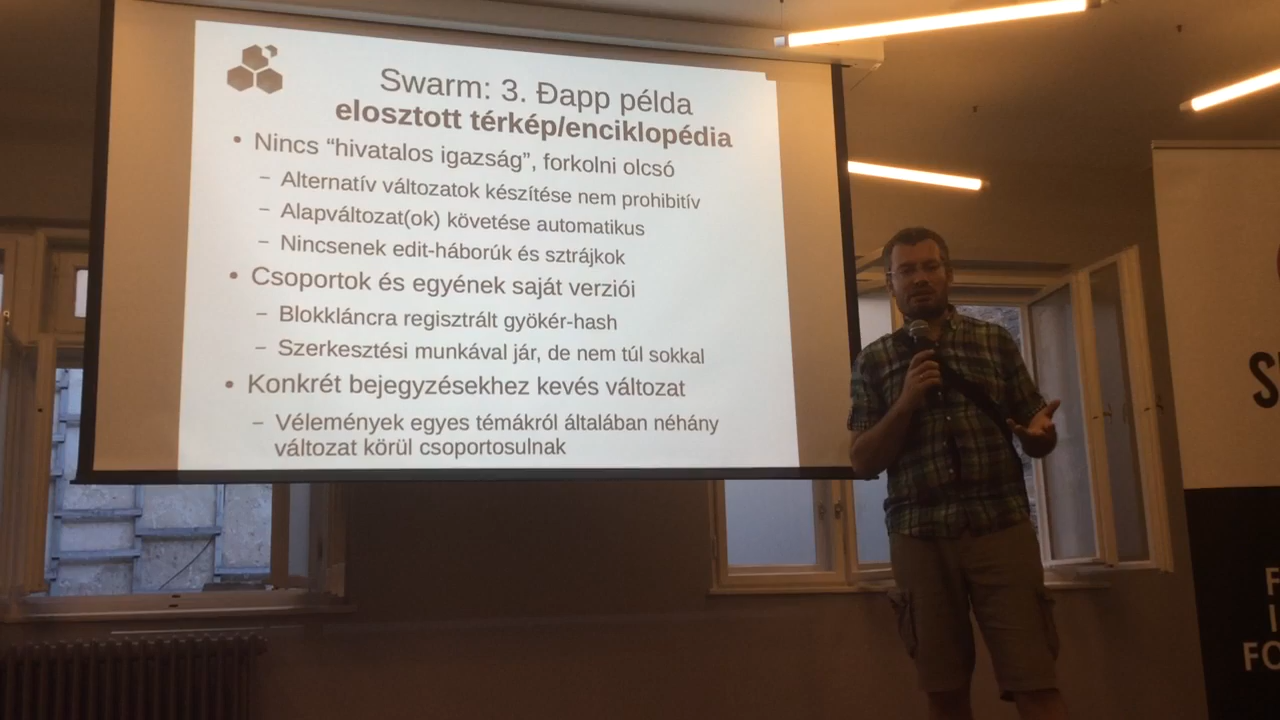 Swarm: 3. Đapp példa
elosztott térkép/enciklopédia
• Nincs “hivatalos igazság”, forkolni olcsó
– Alternatív változatok készítése nem prohibitív
– Alapváltozat(ok) követése automatikus
– Nincsenek edit-háborúk és sztrájkok
• Csoportok és egyének saját verziói
– Blokkláncra regisztrált gyökér-hash
– Szerkesztési munkával jár, de nem túl sokkal
• Konkrét bejegyzésekhez kevés változat
– Vélemények egyes témákról általában néhány
változat körül csoportosulnak